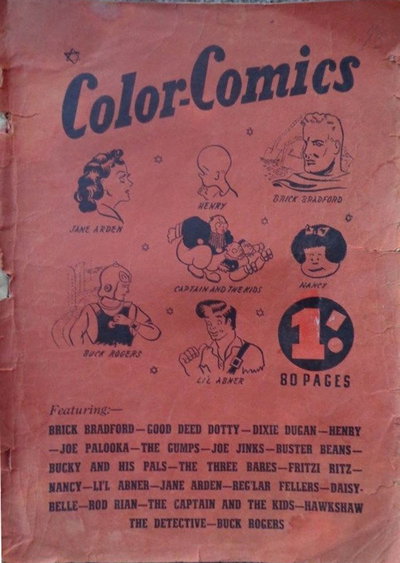 Color-Comics
JANE ARDEN
HENRY
BRICK BRADFORD
CAPTAIN AND THE KIDS
NANCY
BUCK ROGERS
LI'L ABNER
1'-
80 PAGES
Featuring:—
BRICK BRADFORD—GOOD DEED DOTTY—DIXIE DUGAN—HENRY
—JOE PALOOKA—THE GUMPS—JOE JINKS—BUSTER BEANS—
BUCKY AND HIS PALS—THE THREE BARES—FRITZI RITZ—
NANCY—LI'L ABNER—JANE ARDEN—REG'LAR FELLERS—DAISY-
BELLE—ROD RIAN—THE CAPTAIN AND THE KIDS—HAWKSHAW
THE DETECTIVE—BUCK ROGERS